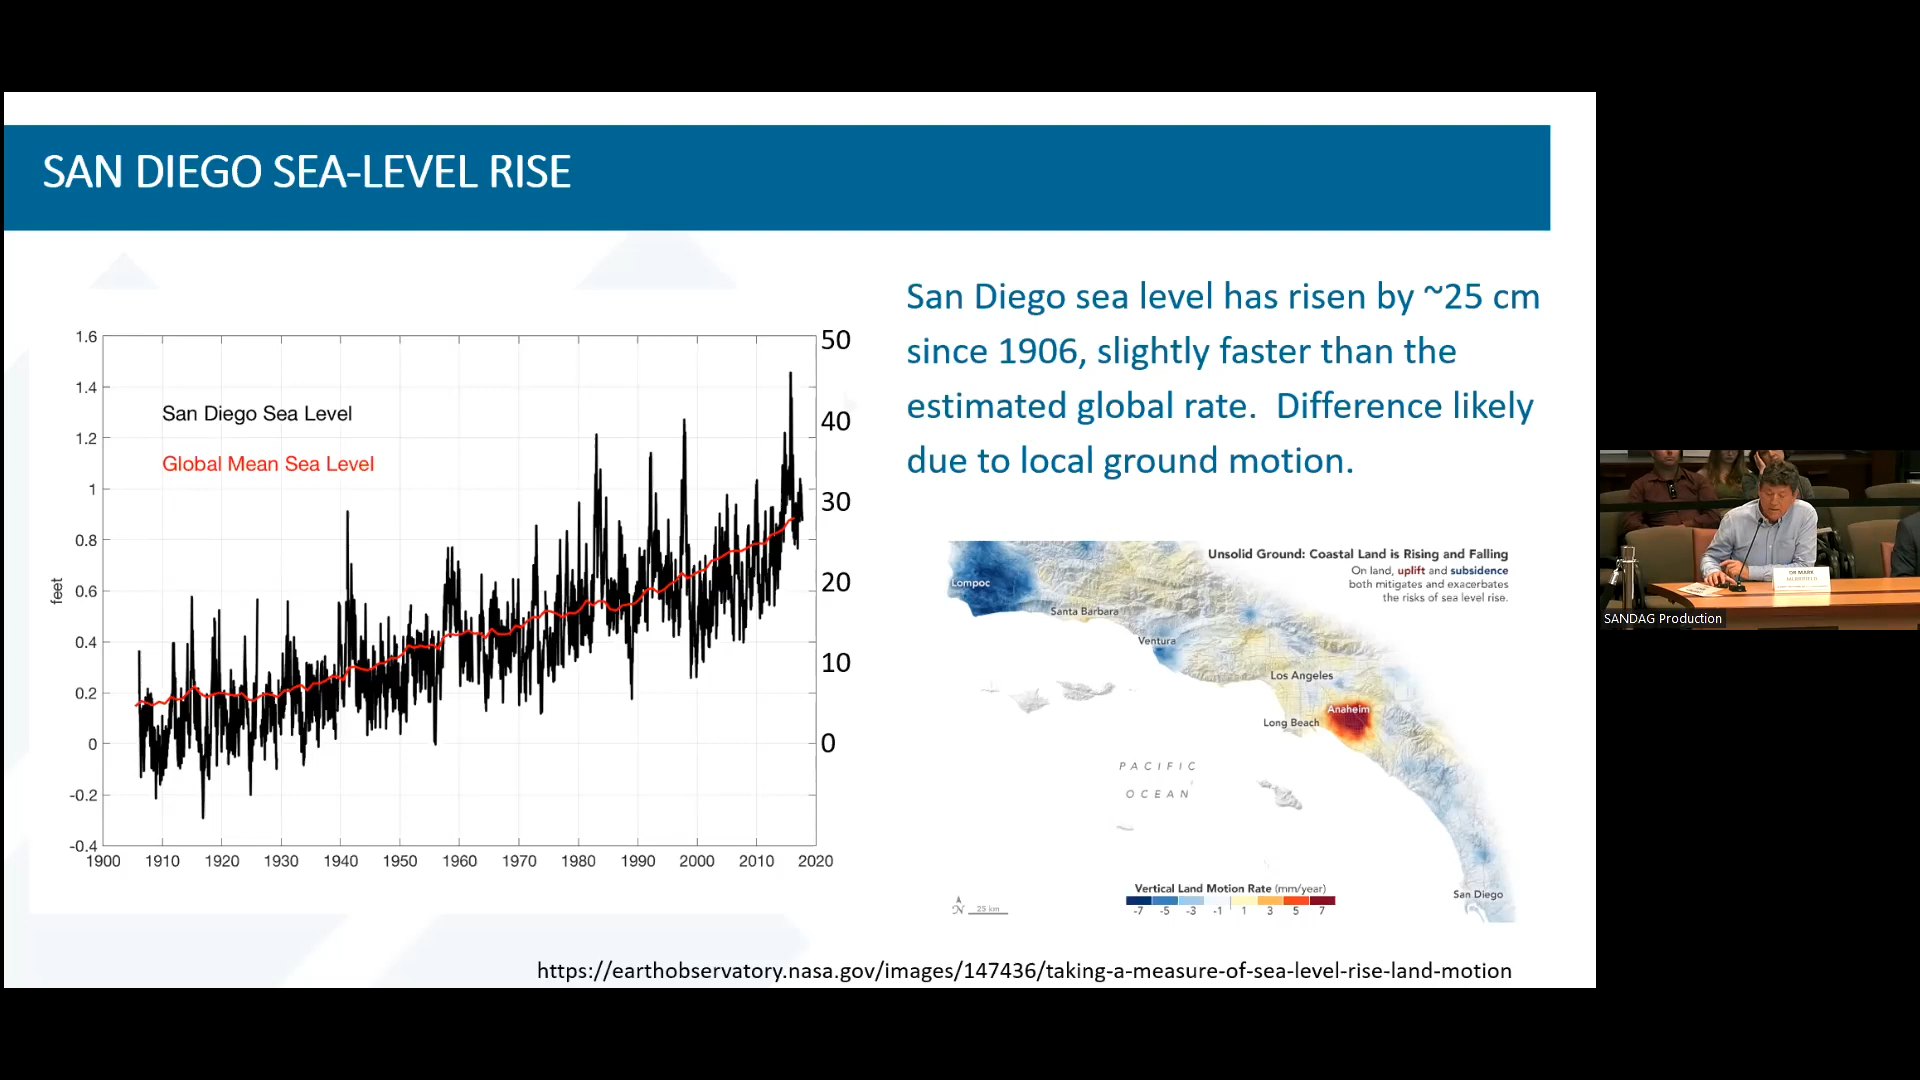 SAN DIEGO SEA-LEVEL RISE
San Diego sea level has risen by ~25 cm
since 1906, slightly faster than the
estimated global rate. Difference likely
due to local ground motion.
San Diego Sea Level
Global Mean Sea Level
feet
1.6
1.4
1.2
1
0.8
0.6
0.4
0.2
0
-0.2
-0.4
50
40
30
20
10
0
1900 1910 1920 1930 1940 1950 1960 1970 1980 1990 2000 2010 2020
Unsolid Ground: Coastal Land is Rising and Falling
On land, uplift and subsidence
both mitigates and exacerbates
the risks of sea level rise.
Lompoc
Santa Barbara
Ventura
Los Angeles
Anaheim
Long Beach
PACIFIC
OCEAN
San Diego
Vertical Land Motion Rate (mm/year)
-7 -5 -3 -1 1 3 5 7
N 25 km
https://earthobservatory.nasa.gov/images/147436/taking-a-measure-of-sea-level-rise-land-motion
SANDAG Production